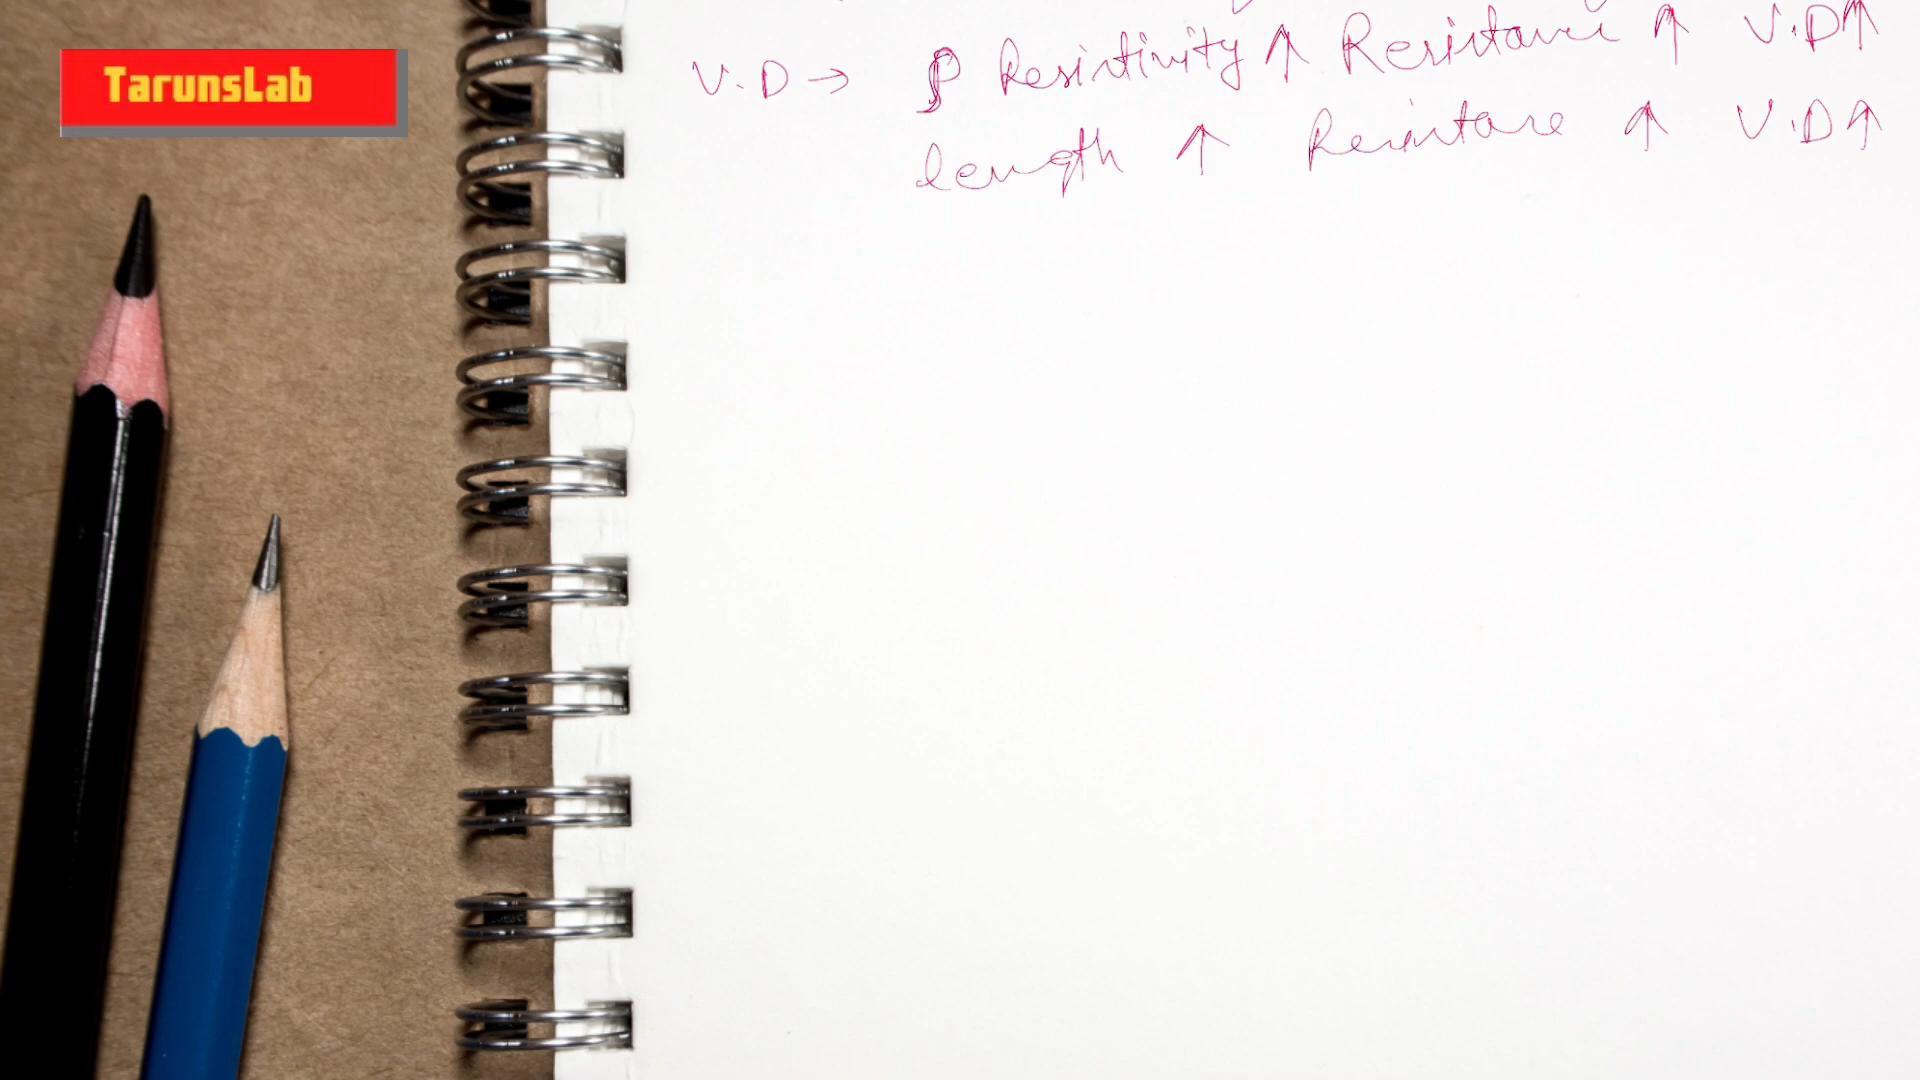 TarunsLab
V.D → ρ Resistivity ↑ Resistance ↑ V.D↑
length ↑ Resistance ↑ V.D↑